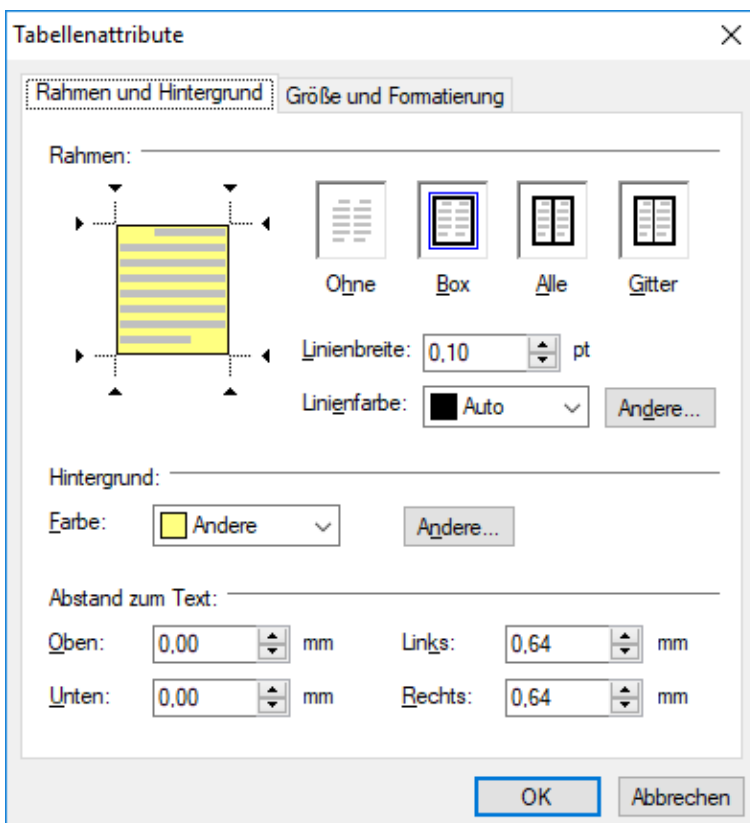 Tabellenattribute
Rahmen und Hintergrund Größe und Formatierung
Rahmen:
Ohne Box Alle Gitter
Linienbreite: 0,10 pt
Linienfarbe: Auto Andere...
Hintergrund:
Farbe: Andere Andere...
Abstand zum Text:
Oben: 0,00 mm Links: 0,64 mm
Unten: 0,00 mm Rechts: 0,64 mm
OK Abbrechen